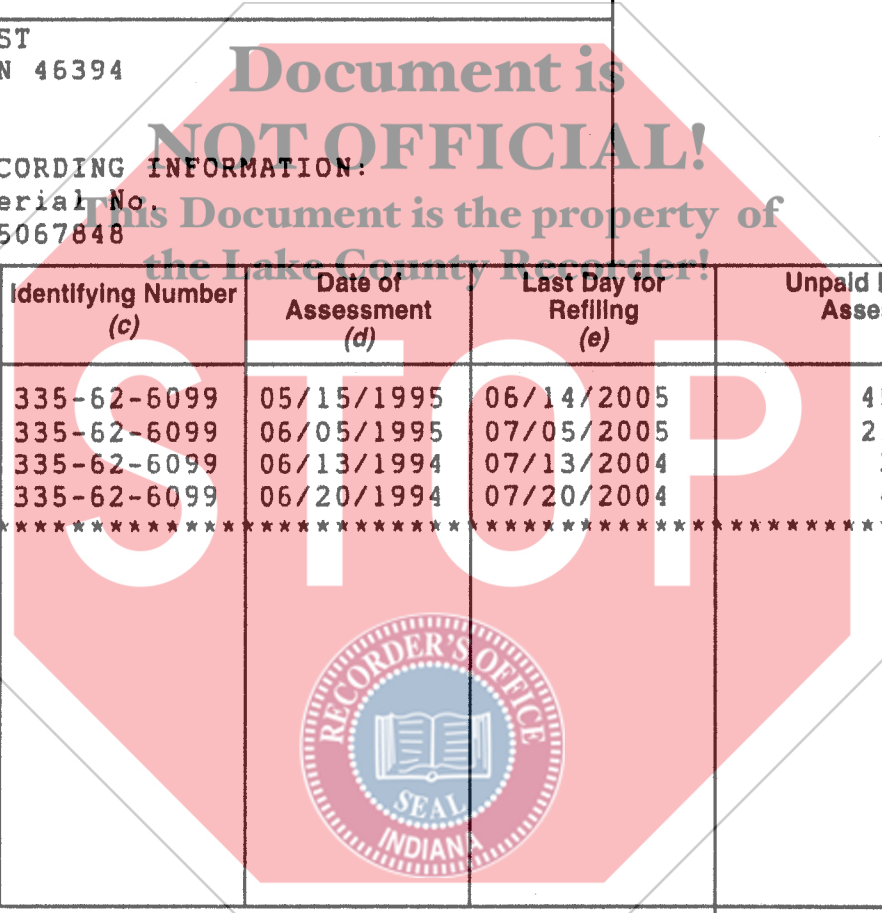 ST
N 46394
Document is
NOT OFFICIAL!
This Document is the property of
the Lake County Recorder!
CORDING INFORMATION:
erial No.
5067848
Identifying Number
(c)
Date of
Assessment
(d)
Last Day for
Refiling
(e)
Unpaid
Asse
335-62-6099 05/15/1995 06/14/2005 4
335-62-6099 06/05/1995 07/05/2005 2
335-62-6099 06/13/1994 07/13/2004
335-62-6099 06/20/1994 07/20/2004
STOP
RECORDER'S OFFICE
SEAL
INDIANA